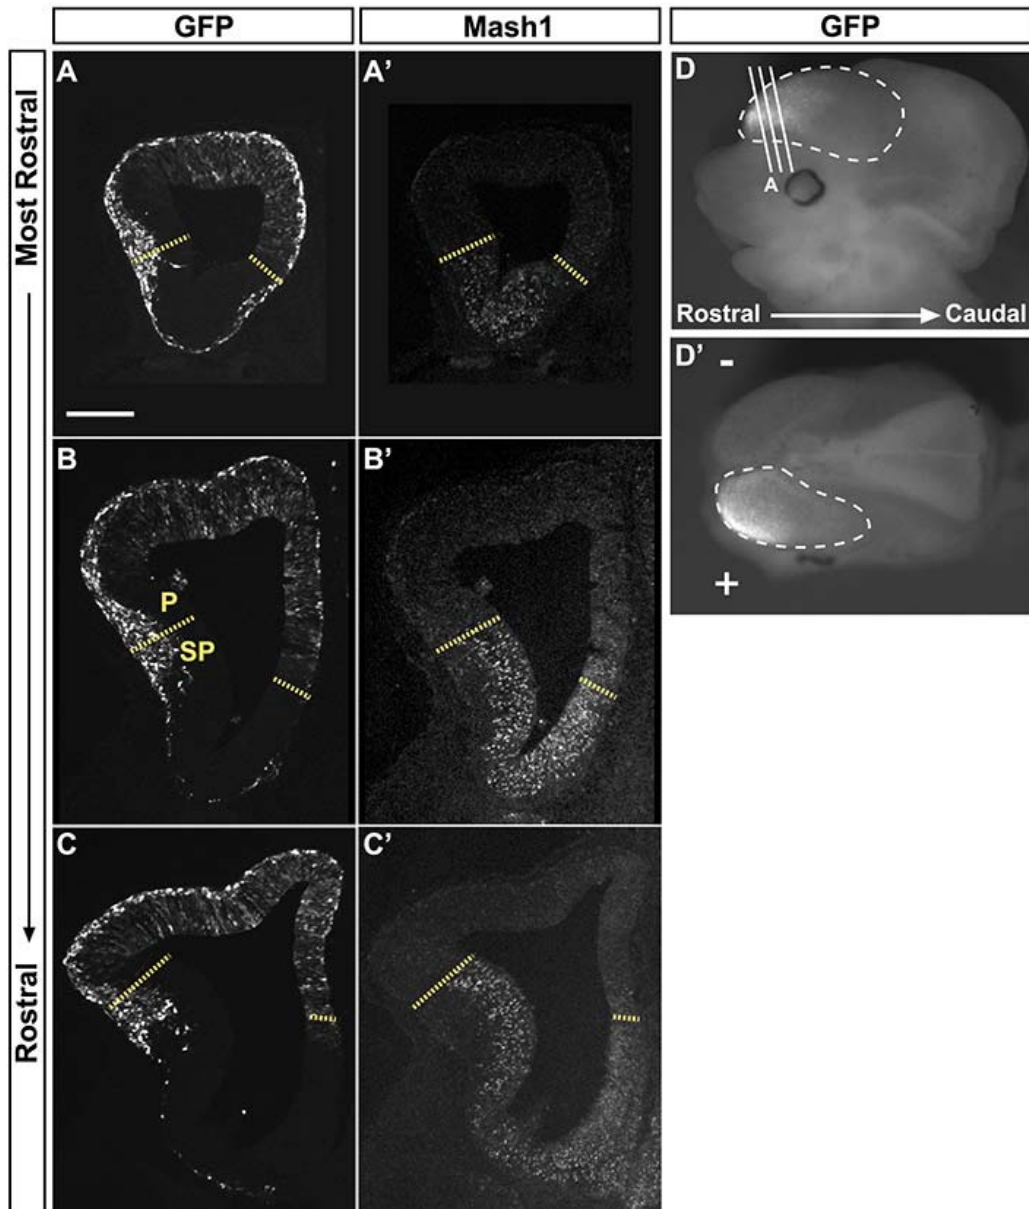 GFP
Mash1
GFP
Most Rostral
Rostral
A
A’
D
A
Rostral
Caudal
D’
-
+
B
P
SP
B’
C
C’